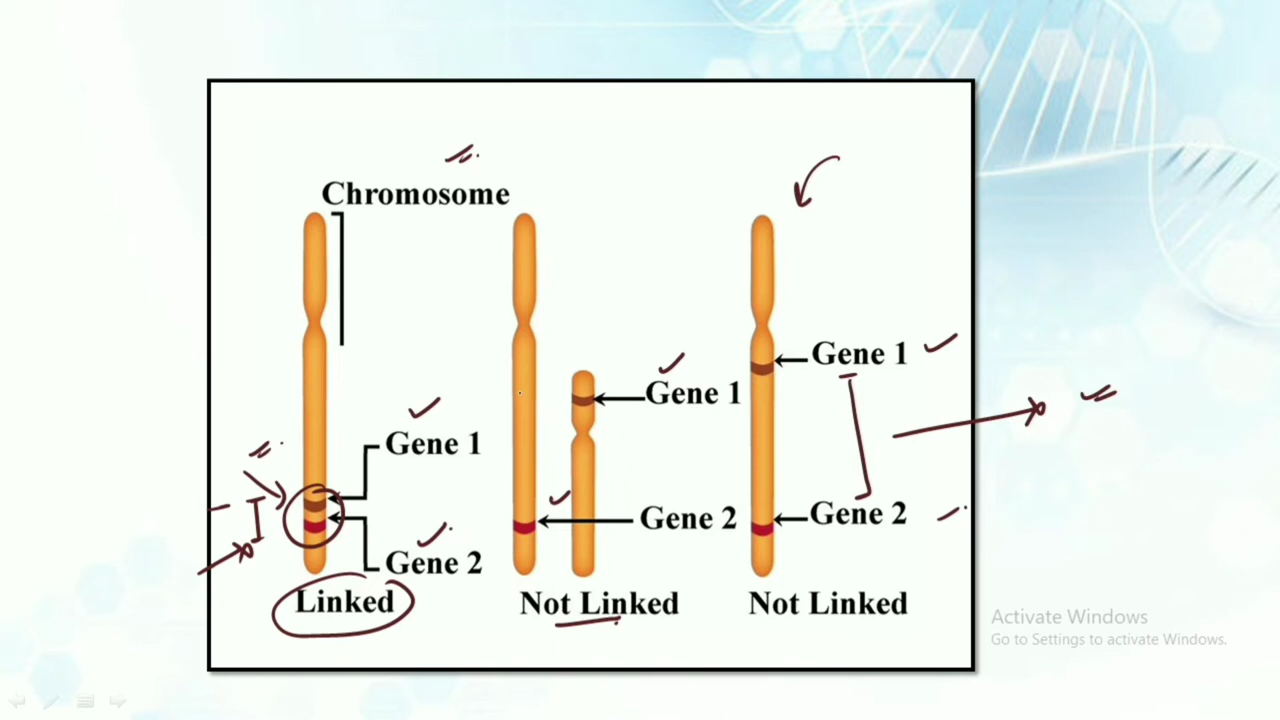 Chromosome
Gene 1
Gene 2
Linked
Gene 1
Gene 2
Not Linked
Gene 1
Gene 2
Not Linked
Activate Windows
Go to Settings to activate Windows.